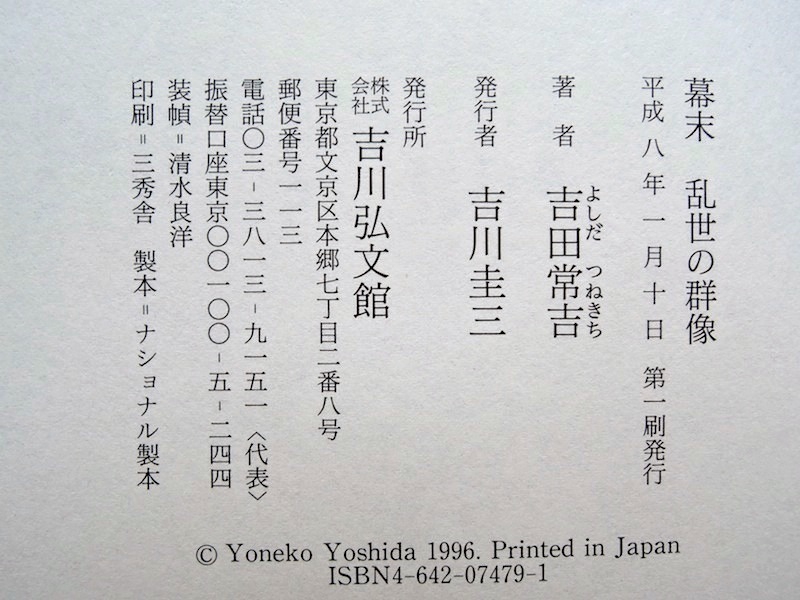 幕末　乱世の群像
平成八年一月十日　第一刷発行
著者　吉田常吉
よしだ　つねきち
発行者　吉川圭三
発行所
株式会社　吉川弘文館
東京都文京区本郷七丁目二番八号
郵便番号一一三
電話〇三-三八一三-九一五一〈代表〉
振替口座東京〇〇一〇〇-五-二四四
装幀＝清水良洋
印刷＝三秀舎　製本＝ナショナル製本
© Yoneko Yoshida 1996. Printed in Japan
ISBN4-642-07479-1